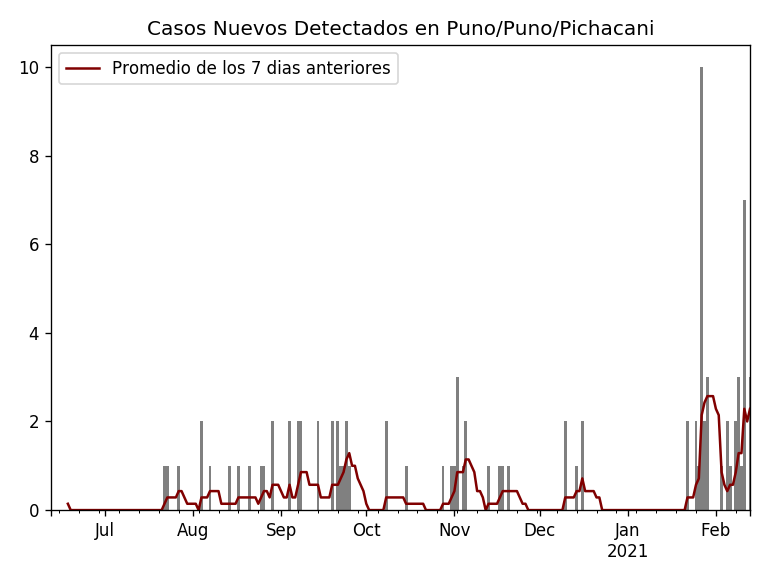 Casos Nuevos Detectados en Puno/Puno/Pichacani
Promedio de los 7 dias anteriores
10
8
6
4
2
0
Jul Aug Sep Oct Nov Dec Jan Feb
2021